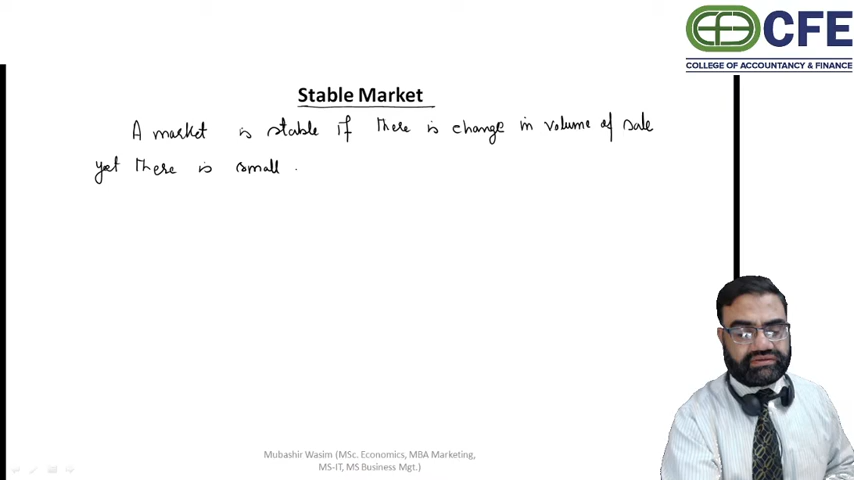 CFE
COLLEGE OF ACCOUNTANCY & FINANCE
Stable Market
A market is stable if there is change in volume of sale
yet there is small
Mubashir Wasim (MSc. Economics, MBA Marketing,
MS-IT, MS Business Mgt.)